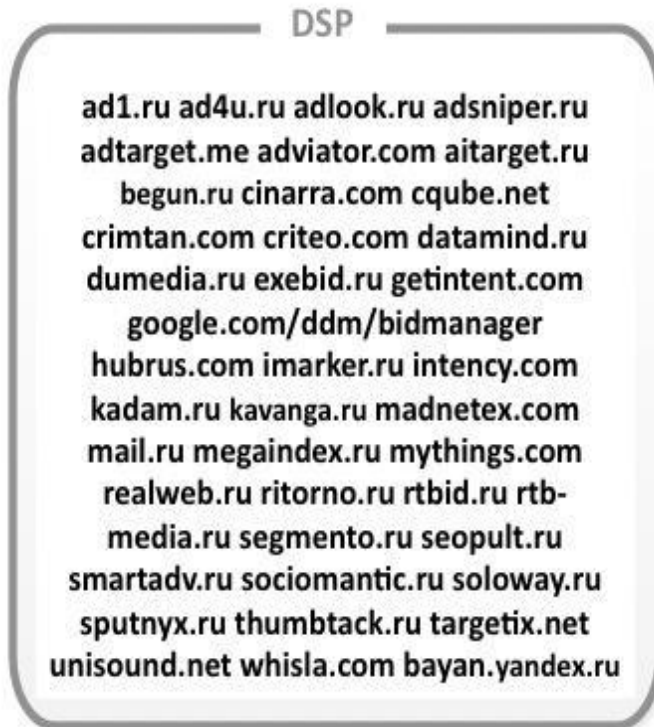 DSP
ad1.ru ad4u.ru adlook.ru adsniper.ru
adtarget.me adviator.com aitarget.ru
begun.ru cinarra.com cqube.net
crimtan.com criteo.com datamind.ru
dumedia.ru exebid.ru getintent.com
google.com/ddm/bidmanager
hubrus.com imarker.ru intency.com
kadam.ru kavanga.ru madnetex.com
mail.ru megaindex.ru mythings.com
realweb.ru ritorno.ru rtbid.ru rtb-
media.ru segmento.ru seopult.ru
smartadv.ru sociomantic.ru soloway.ru
sputnyx.ru thumbtack.ru targetix.net
unisound.net whisla.com bayan.yandex.ru